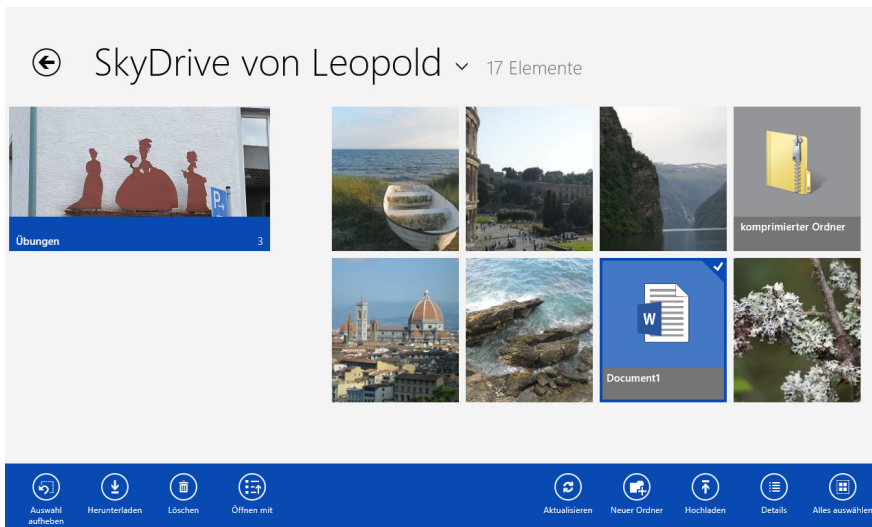 SkyDrive von Leopold 17 Elemente
P
Übungen 3
komprimierter Ordner
W
Document1
Auswahl aufheben
Herunterladen
Löschen
Öffnen mit
Aktualisieren
Neuer Ordner
Hochladen
Details
Alles auswählen